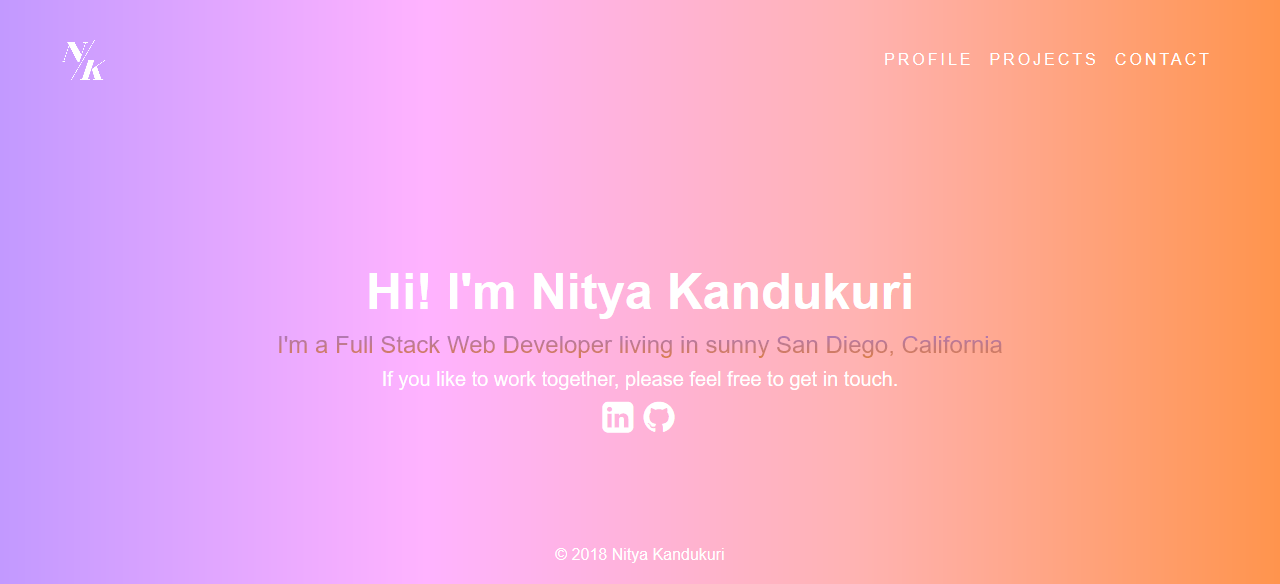 N/K
PROFILE PROJECTS CONTACT
Hi! I'm Nitya Kandukuri
I'm a Full Stack Web Developer living in sunny San Diego, California
If you like to work together, please feel free to get in touch.
in
© 2018 Nitya Kandukuri